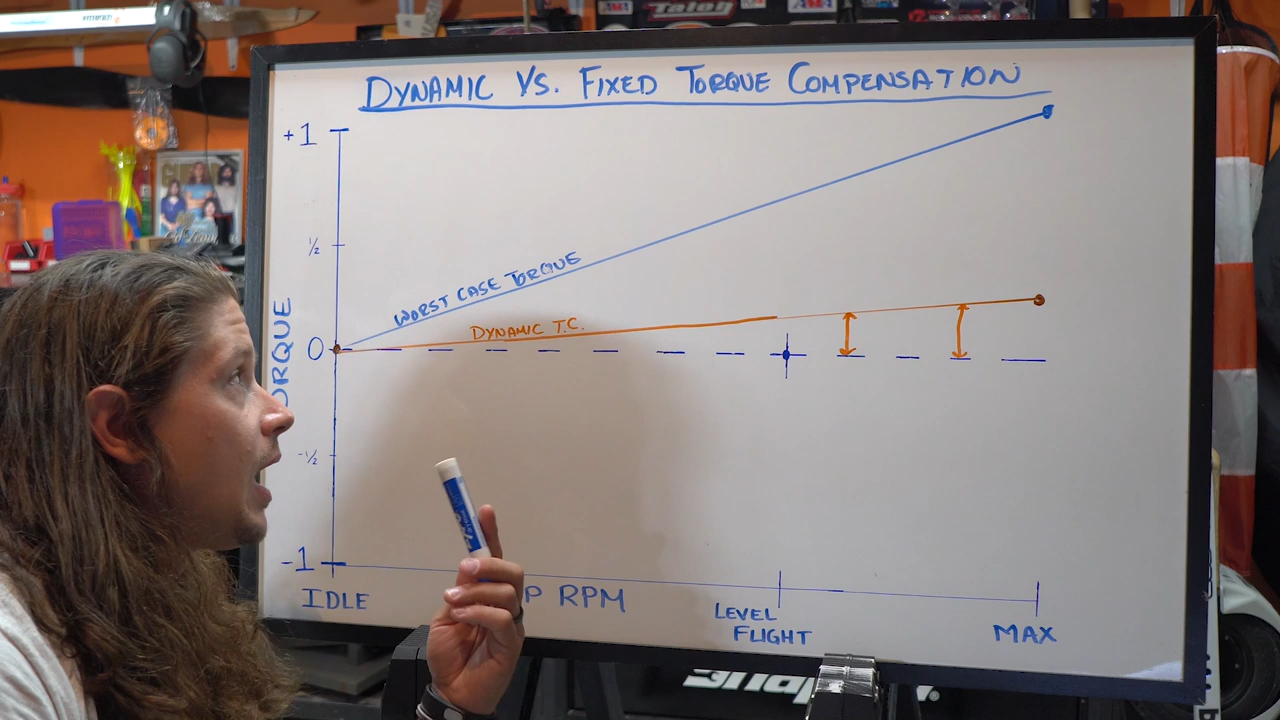 DYNAMIC VS. FIXED TORQUE COMPENSATION
+1
1/2
WORST CASE TORQUE
DYNAMIC T.C.
0
ORQUE
-1/2
-1
IDLE
P RPM
LEVEL
FLIGHT
MAX